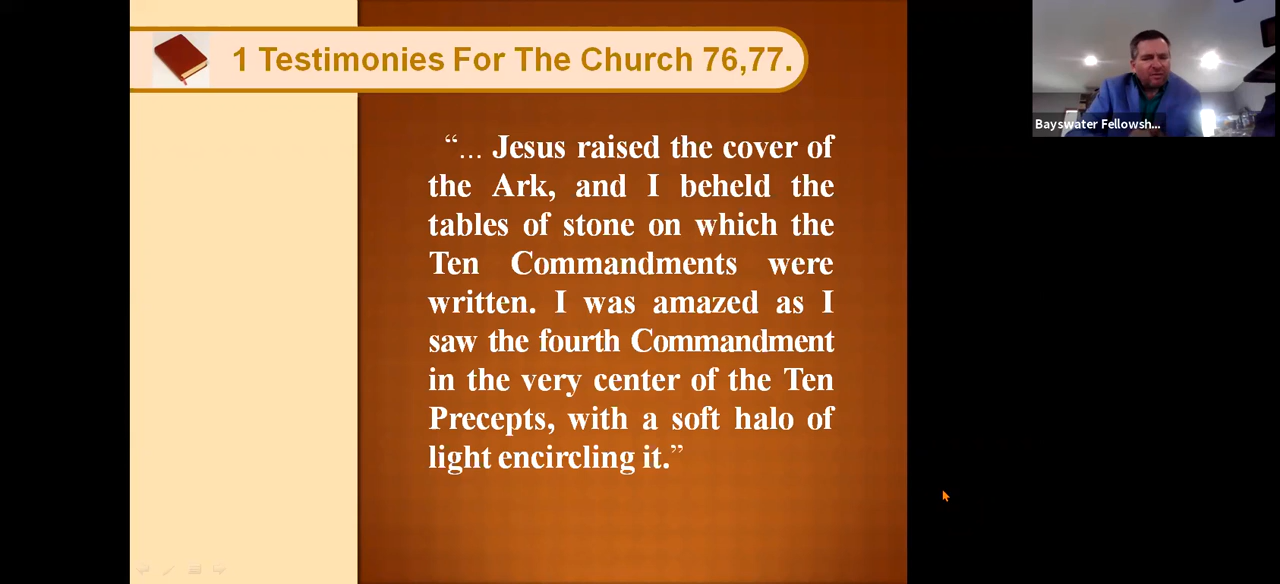 1 Testimonies For The Church 76,77.
Bayswater Fellowsh...
“... Jesus raised the cover of
the Ark, and I beheld the
tables of stone on which the
Ten Commandments were
written. I was amazed as I
saw the fourth Commandment
in the very center of the Ten
Precepts, with a soft halo of
light encircling it.”